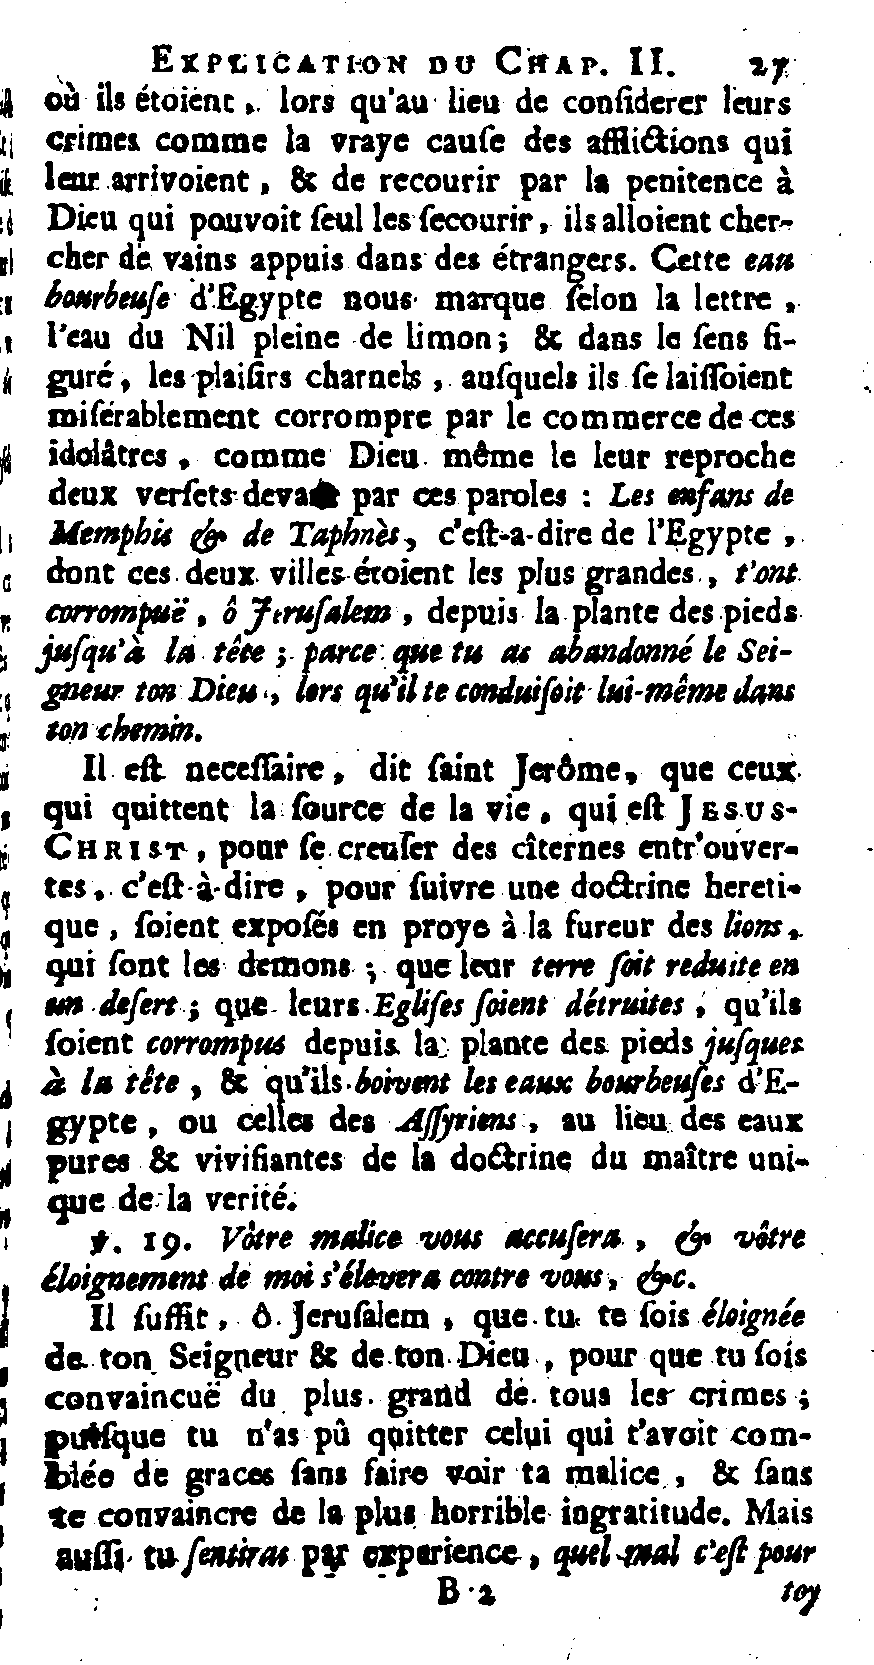 EXPLICATION DU CHAP. II. 27
où ils étoient, lors qu'au lieu de conſiderer leurs
crimes comme la vraye cauſe des afflictions qui
leur arrivoient, & de recourir par la penitence à
Dieu qui pouvoit ſeul les ſecourir, ils alloient cher-
cher de vains appuis dans des étrangers. Cette eau
bourbeuſe d'Egypte nous marque ſelon la lettre,
l'eau du Nil pleine de limon; & dans le ſens fi-
guré, les plaiſirs charnels, auſquels ils ſe laiſſoient
miſérablement corrompre par le commerce de ces
idolâtres, comme Dieu même le leur reproche
deux verſets devant par ces paroles : Les enfans de
Memphis & de Taphnès, c'eſt-a-dire de l'Egypte,
dont ces deux villes étoient les plus grandes, t'ont
corrompuë, ô Jeruſalem, depuis la plante des pieds
juſqu'à la tête; parce que tu as abandonné le Sei-
gneur ton Dieu, lors qu'il te conduiſoit lui-même dans
ton chemin.
Il eſt neceſſaire, dit ſaint Jerôme, que ceux
qui quittent la ſource de la vie, qui eſt JESUS-
CHRIST, pour ſe creuſer des cîternes entr'ouver-
tes, c'eſt-à-dire, pour ſuivre une doctrine hereti-
que, ſoient expoſés en proye à la fureur des lions,
qui ſont les demons; que leur terre ſoit reduite en
un deſert; que leurs Egliſes ſoient détruites, qu'ils
ſoient corrompus depuis la plante des pieds juſques
à la tête, & qu'ils boivent les eaux bourbeuſes d'E-
gypte, ou celles des Aſſyriens, au lieu des eaux
pures & vivifiantes de la doctrine du maître uni-
que de la verité.
℣. 19. Vôtre malice vous accuſera, & vôtre
éloignement de moi s'élevera contre vous, &c.
Il ſuffit, ô Jeruſalem, que tu te ſois éloignée
de ton Seigneur & de ton Dieu, pour que tu ſois
convaincuë du plus grand de tous les crimes;
puiſque tu n'as pû quitter celui qui t'avoit com-
blée de graces ſans faire voir ta malice, & ſans
te convaincre de la plus horrible ingratitude. Mais
auſſi tu ſentiras par experience, quel mal c'eſt pour
B 2 toy